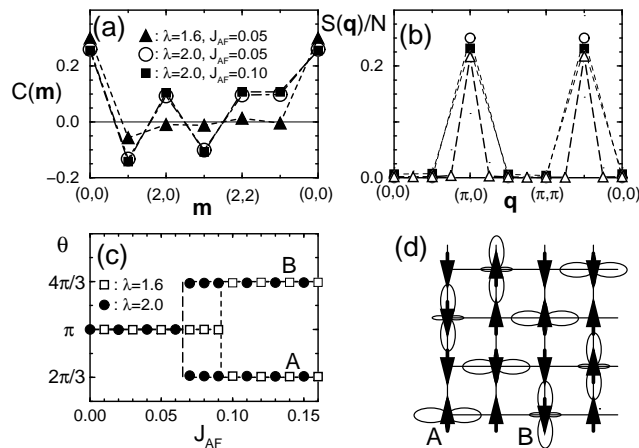 (a)
▲: λ=1.6, J_AF=0.05
○: λ=2.0, J_AF=0.05
■: λ=2.0, J_AF=0.10
C(m)
0.2
0.0
−0.2
(0,0)
(2,0)
(2,2)
(0,0)
m
S(q)/N
(b)
0.2
0.1
0.0
(0,0)
(π,0)
(π,π)
(0,0)
q
(c)
θ
4π/3
π
2π/3
□: λ=1.6
●: λ=2.0
B
A
0.00
0.05
0.10
0.15
J_AF
(d)
A
B